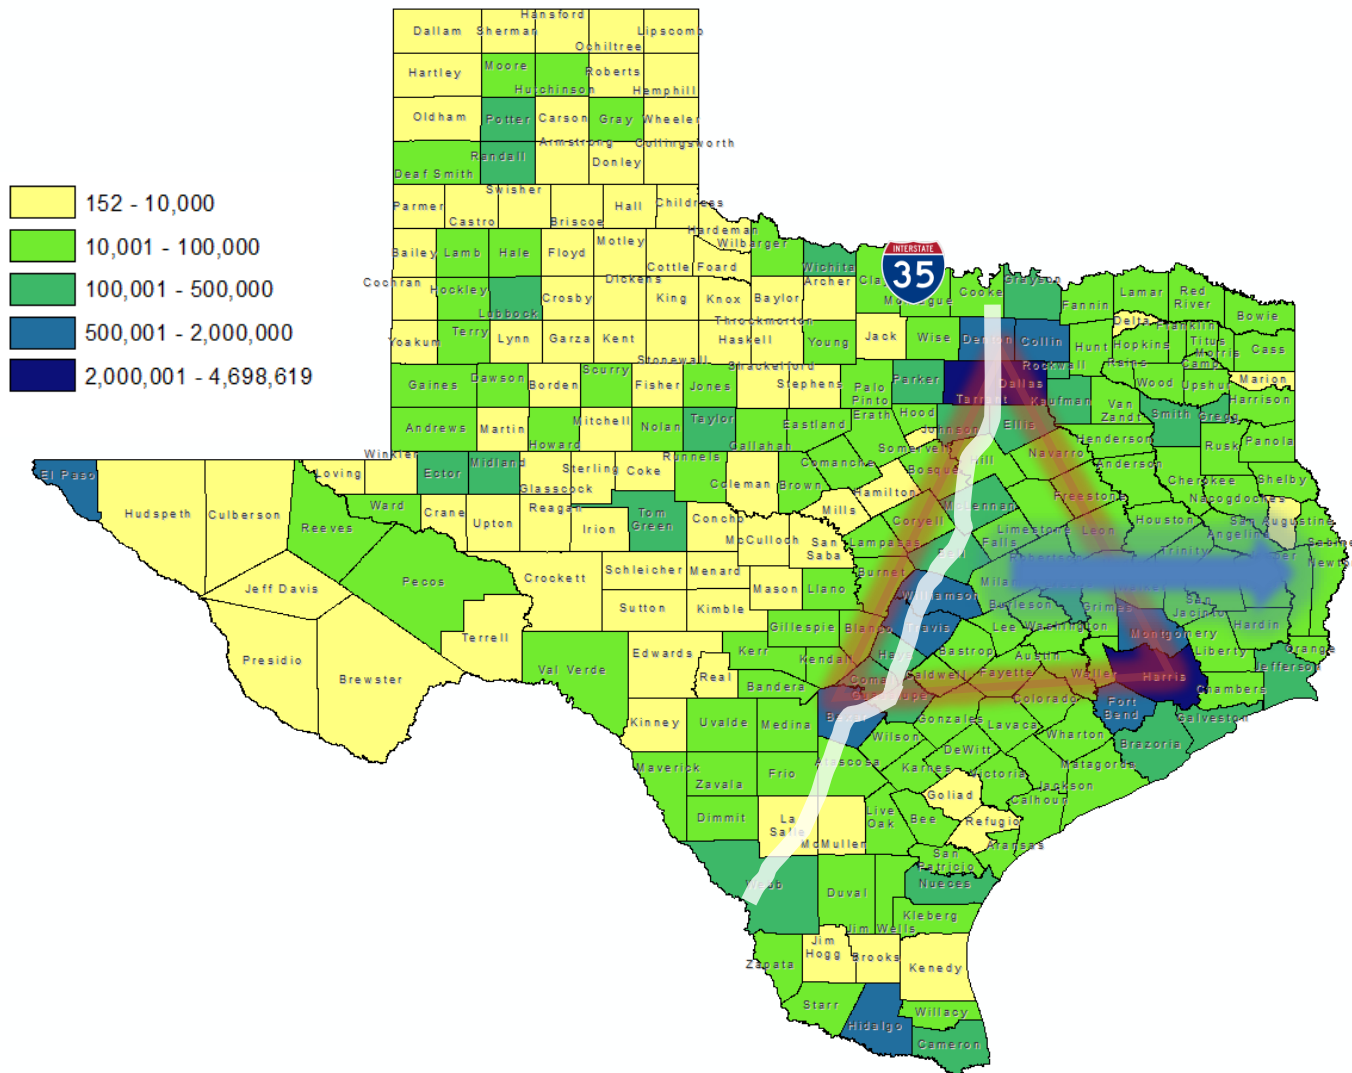 152 - 10,000
10,001 - 100,000
100,001 - 500,000
500,001 - 2,000,000
2,000,001 - 4,698,619
INTERSTATE
35
Dallam Sherman Hansford Ochiltree Lipscomb
Hartley Moore Hutchinson Roberts Hemphill
Oldham Potter Carson Gray Wheeler
Deaf Smith Randall Armstrong Donley Collingsworth
Parmer Castro Swisher Briscoe Hall Childress
Bailey Lamb Hale Floyd Motley Cottle Foard Hardeman Wilbarger Wichita
Cochran Hockley Lubbock Crosby Dickens King Knox Baylor Archer Clay Cooke Grayson Fannin Lamar Red River Bowie
Yoakum Terry Lynn Garza Kent Stonewall Haskell Throckmorton Young Jack Wise Denton Collin Hunt Delta Hopkins Franklin Titus Morris Camp Cass
Gaines Dawson Borden Scurry Fisher Jones Shackelford Stephens Palo Pinto Parker Tarrant Dallas Rockwall Kaufman Rains Wood Upshur Marion
Andrews Martin Howard Mitchell Nolan Taylor Callahan Eastland Erath Hood Johnson Ellis Van Zandt Smith Gregg Harrison
El Paso Hudspeth Culberson Loving Winkler Ector Midland Glasscock Sterling Coke Runnels Coleman Brown Comanche Somervell Bosque Hill Navarro Henderson Anderson Cherokee Rusk Panola Shelby
Reeves Ward Crane Upton Reagan Irion Tom Green Concho McCulloch San Saba Mills Hamilton Coryell McLennan Limestone Freestone Leon Houston Nacogdoches San Augustine Angelina Sabine
Jeff Davis Pecos Crockett Schleicher Menard Mason Llano Lampasas Burnet Bell Falls Milam Trinity Newton
Presidio Brewster Terrell Sutton Kimble Gillespie Blanco Williamson Travis Burleson Lee Washington Grimes San Jacinto Montgomery Hardin
Val Verde Edwards Real Kerr Kendall Bandera Hays Caldwell Bastrop Fayette Austin Waller Harris Liberty Orange Jefferson Chambers
Kinney Uvalde Medina Bexar Wilson Gonzales Lavaca Colorado Wharton Fort Bend Brazoria Galveston
Maverick Zavala Frio Atascosa Karnes DeWitt Victoria Jackson Matagorda
Dimmit La Salle McMullen Live Oak Bee Goliad Refugio Calhoun Aransas
Webb Duval Jim Wells San Patricio Nueces Kleberg
Zapata Jim Hogg Brooks Kenedy
Starr Hidalgo Willacy Cameron